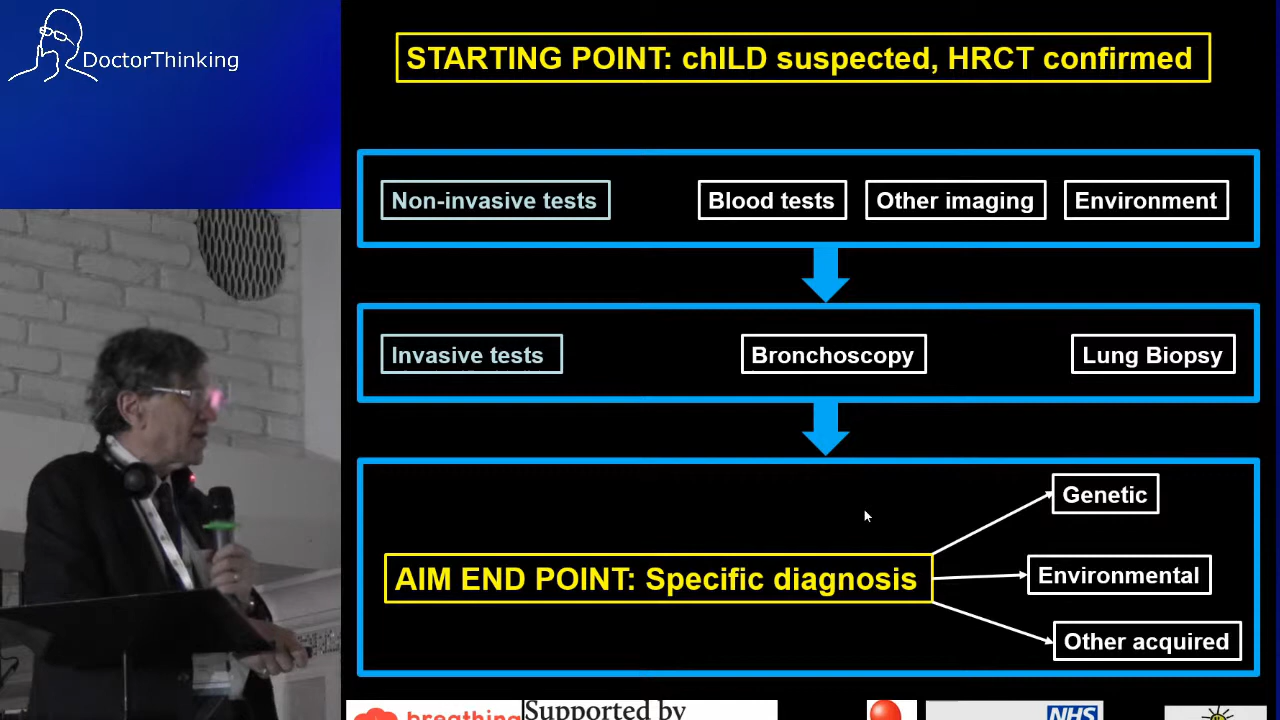 DoctorThinking
STARTING POINT: chILD suspected, HRCT confirmed
Non-invasive tests
Blood tests
Other imaging
Environment
Invasive tests
Bronchoscopy
Lung Biopsy
AIM END POINT: Specific diagnosis
Genetic
Environmental
Other acquired
breathing
Supported by
NHS